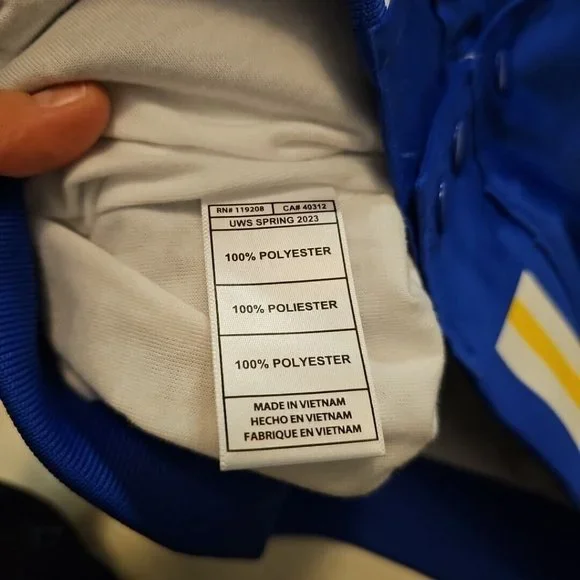 RN# 119208 CA# 40312
UWS SPRING 2023
100% POLYESTER
100% POLIESTER
100% POLYESTER
MADE IN VIETNAM
HECHO EN VIETNAM
FABRIQUE EN VIETNAM